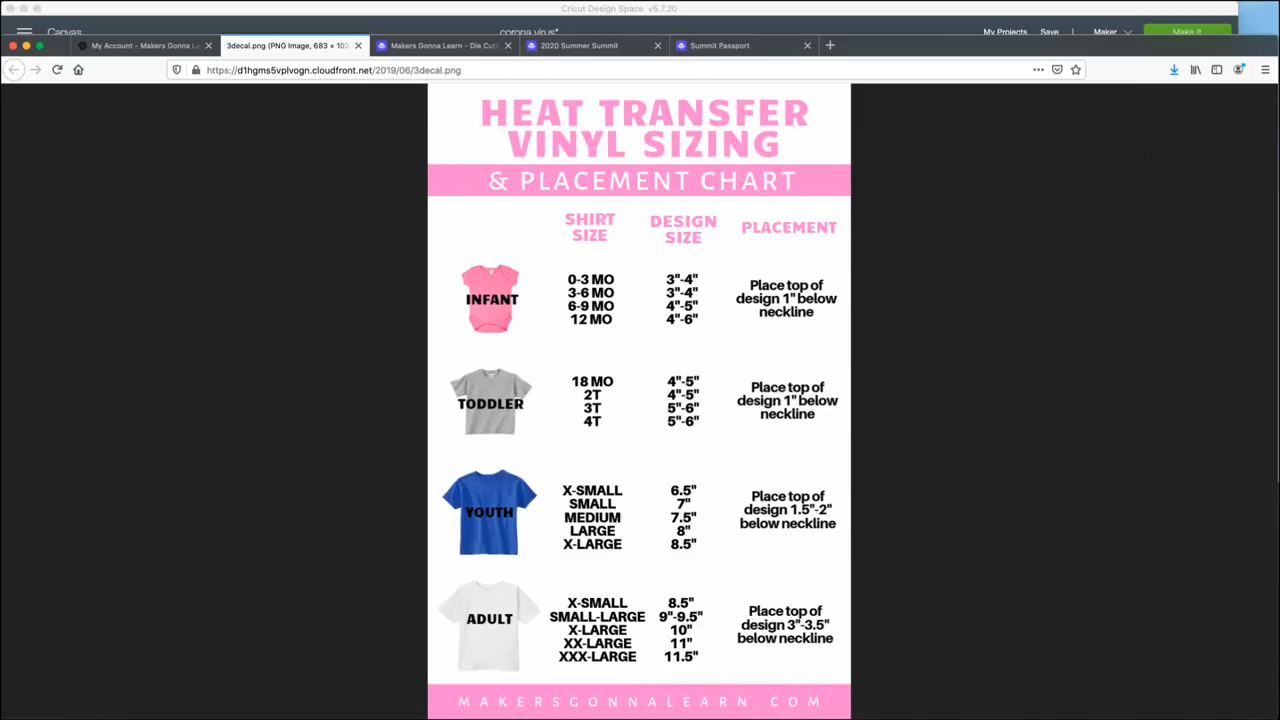 Cricut Design Space v5.7.20
Canvas
corona virus*
My Projects Save Maker Make It
My Account - Makers Gonna Le
3decal.png (PNG Image, 683 × 102
Makers Gonna Learn - Die Cut
2020 Summer Summit
Summit Passport
https://d1hgms5vplvogn.cloudfront.net/2019/06/3decal.png
HEAT TRANSFER
VINYL SIZING
& PLACEMENT CHART
SHIRT SIZE DESIGN SIZE PLACEMENT
INFANT
0-3 MO 3"-4"
3-6 MO 3"-4"
6-9 MO 4"-5"
12 MO 4"-6"
Place top of
design 1" below
neckline
TODDLER
18 MO 4"-5"
2T 4"-5"
3T 5"-6"
4T 5"-6"
Place top of
design 1" below
neckline
YOUTH
X-SMALL 6.5"
SMALL 7"
MEDIUM 7.5"
LARGE 8"
X-LARGE 8.5"
Place top of
design 1.5"-2"
below neckline
ADULT
X-SMALL 8.5"
SMALL-LARGE 9"-9.5"
X-LARGE 10"
XX-LARGE 11"
XXX-LARGE 11.5"
Place top of
design 3"-3.5"
below neckline
MAKERSGONNALEARN.COM